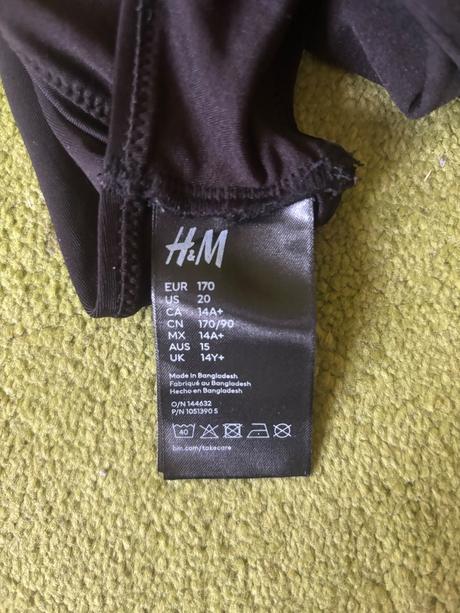 H&M
EUR 170
US 20
CA 14A+
CN 170/90
MX 14A+
AUS 15
UK 14Y+
Made in Bangladesh
Fabriqué au Bangladesh
Hecho en Bangladesh
O/N 144632
P/N 1051390 S
40
hm.com/takecare